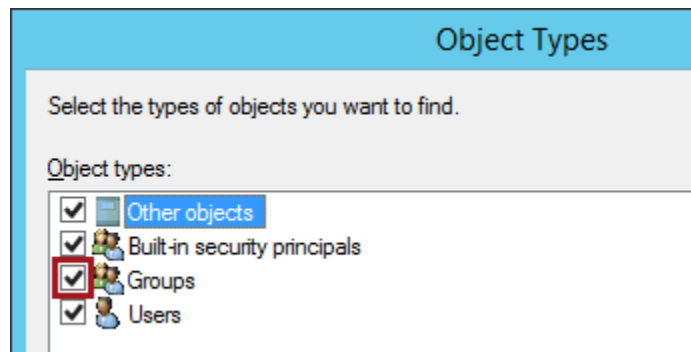 Object Types
Select the types of objects you want to find.
Object types:
Other objects
Built-in security principals
Groups
Users